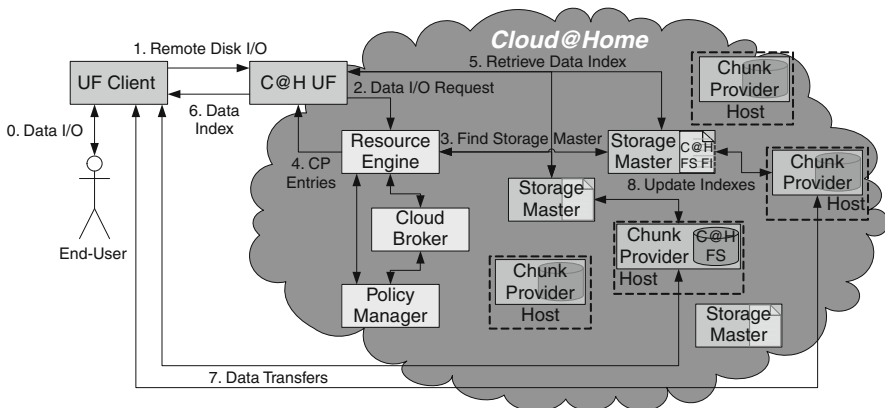 Cloud@Home
1. Remote Disk I/O
UF Client
C@H UF
5. Retrieve Data Index
2. Data I/O Request
6. Data
Index
0. Data I/O
End-User
4. CP
Entries
Resource
Engine
3. Find Storage Master
Storage
Master
C@H
FS FI
Chunk
Provider
Host
Chunk
Provider
Host
8. Update Indexes
Storage
Master
Cloud
Broker
Chunk
Provider
C@H
FS
Host
Chunk
Provider
Host
Policy
Manager
Storage
Master
7. Data Transfers